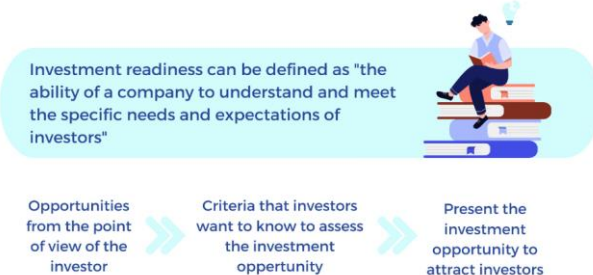 Investment readiness can be defined as "the
ability of a company to understand and meet
the specific needs and expectations of
investors"
Opportunities
from the point
of view of the
investor
Criteria that investors
want to know to assess
the investment
oppertunity
Present the
investment
opportunity to
attract investors